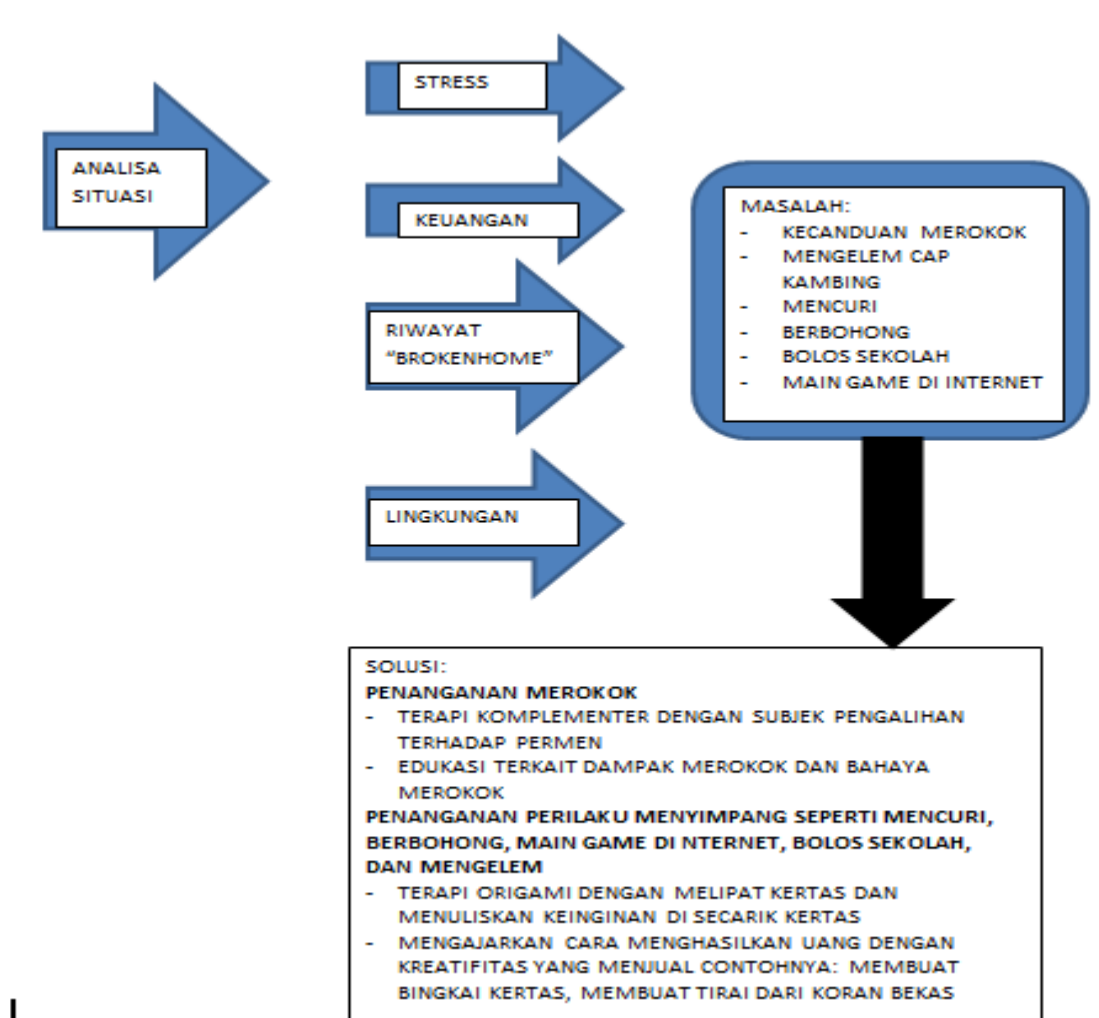 ANALISA
SITUASI
STRESS
KEUANGAN
RIWAYAT
“BROKENHOME”
LINGKUNGAN
MASALAH:
- KECANDUAN MEROKOK
- MENGELEM CAP
KAMBING
- MENCURI
- BERBOHONG
- BOLOS SEKOLAH
- MAIN GAME DI INTERNET
SOLUSI:
PENANGANAN MEROKOK
- TERAPI KOMPLEMENTER DENGAN SUBJEK PENGALIHAN
TERHADAP PERMEN
- EDUKASI TERKAIT DAMPAK MEROKOK DAN BAHAYA
MEROKOK
PENANGANAN PERILAKU MENYIMPANG SEPERTI MENCURI,
BERBOHONG, MAIN GAME DI NTERNET, BOLOS SEKOLAH,
DAN MENGELEM
- TERAPI ORIGAMI DENGAN MELIPAT KERTAS DAN
MENULISKAN KEINGINAN DI SECARIK KERTAS
- MENGAJARKAN CARA MENGHASILKAN UANG DENGAN
KREATIFITAS YANG MENJUAL CONTOHNYA: MEMBUAT
BINGKAI KERTAS, MEMBUAT TIRAI DARI KORAN BEKAS